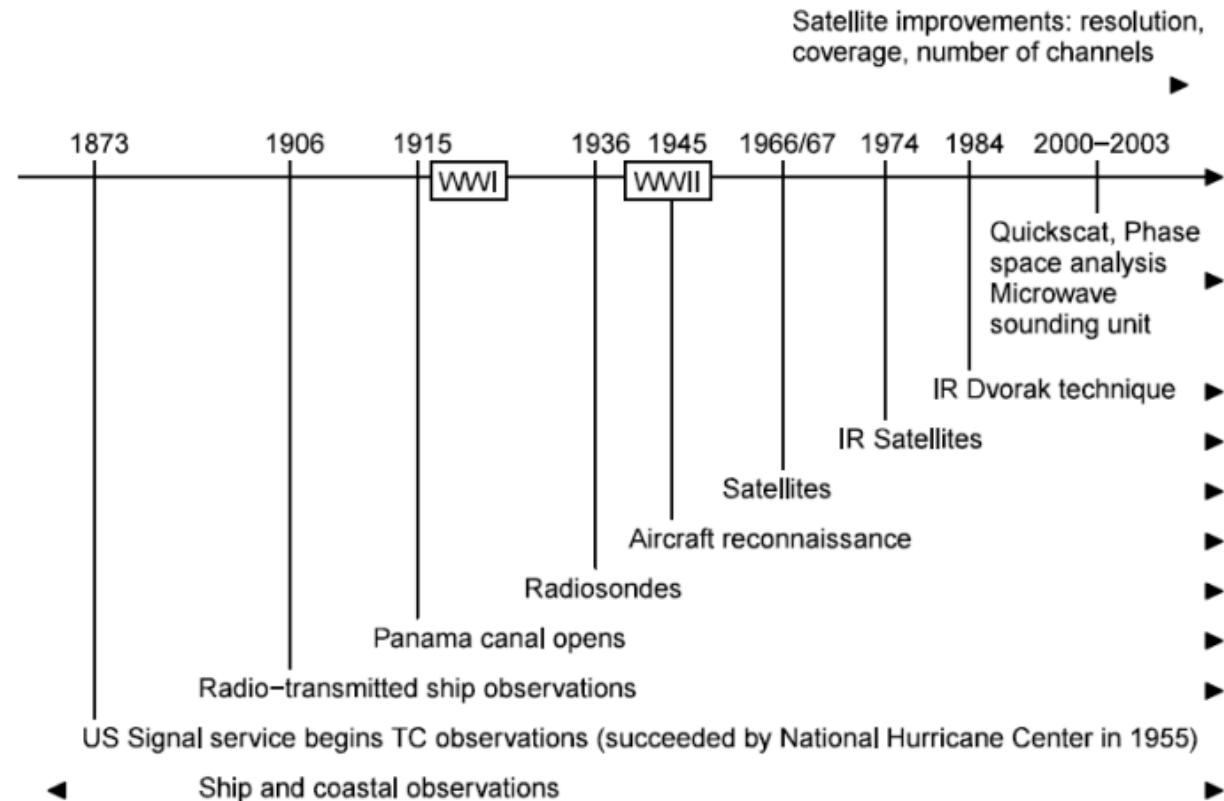 Satellite improvements: resolution,
coverage, number of channels
1873 1906 1915 1936 1945 1966/67 1974 1984 2000−2003
WWI WWII
Quickscat, Phase
space analysis
Microwave
sounding unit
IR Dvorak technique
IR Satellites
Satellites
Aircraft reconnaissance
Radiosondes
Panama canal opens
Radio−transmitted ship observations
US Signal service begins TC observations (succeeded by National Hurricane Center in 1955)
Ship and coastal observations